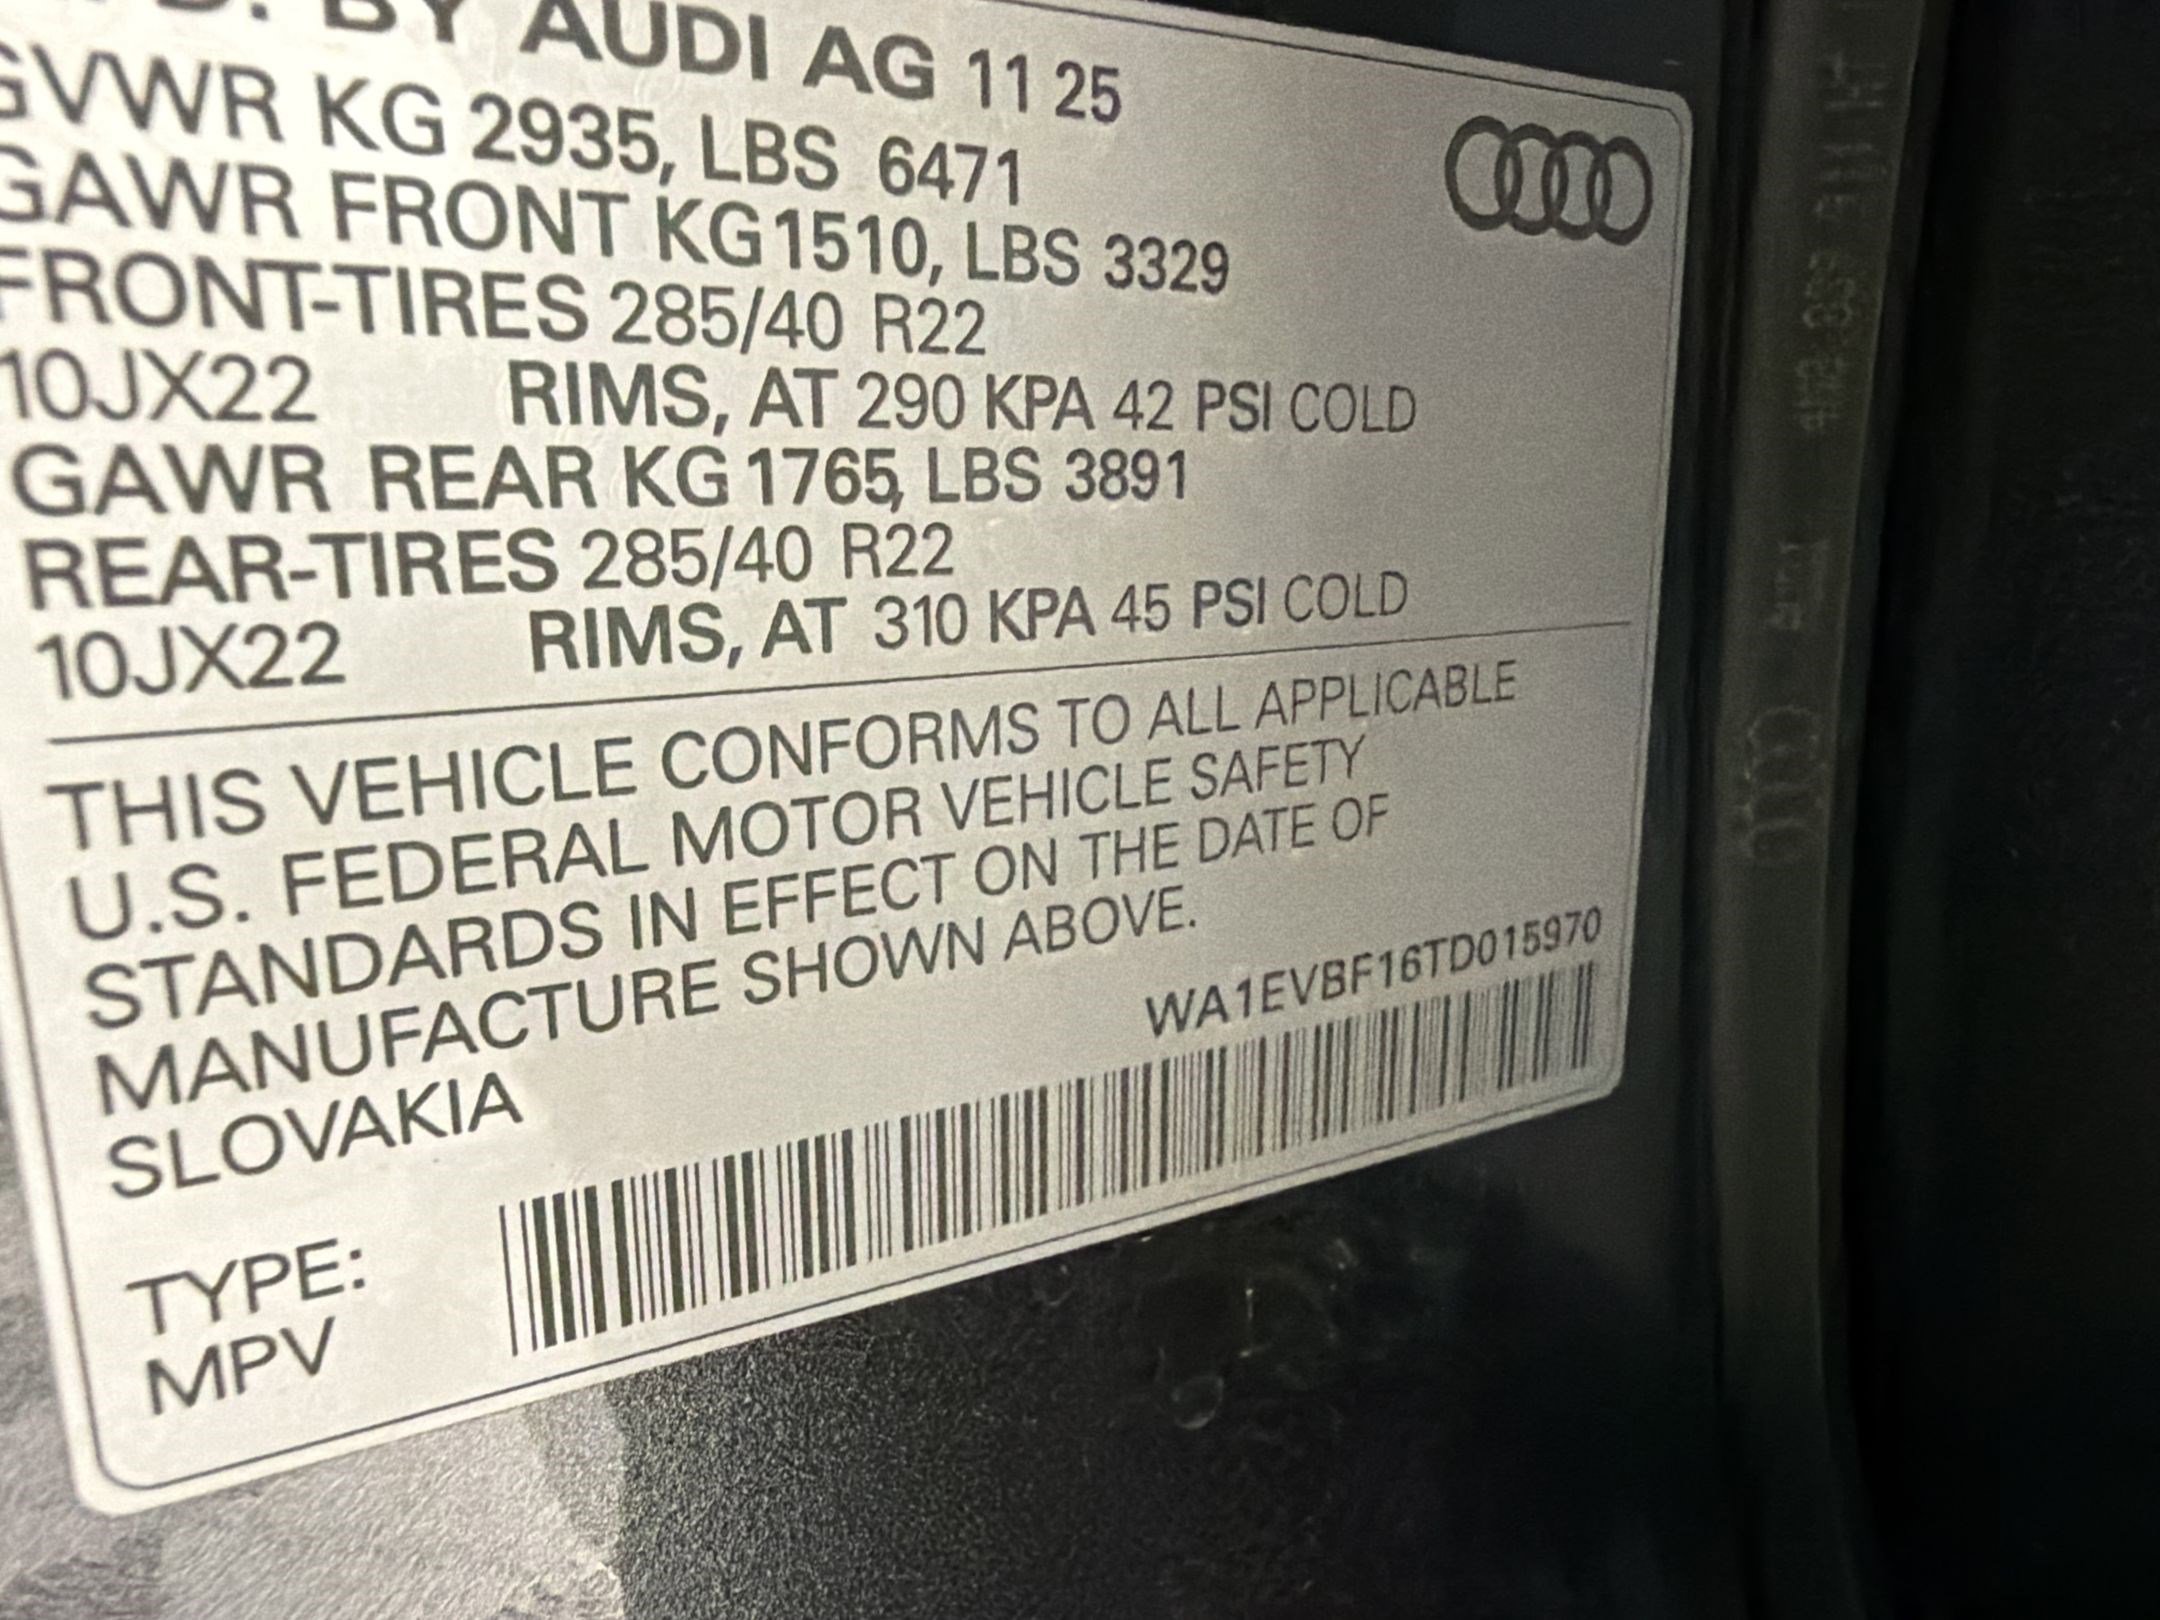 BY AUDI AG 11 25
GVWR KG 2935, LBS 6471
GAWR FRONT KG 1510, LBS 3329
FRONT-TIRES 285/40 R22
10JX22 RIMS, AT 290 KPA 42 PSI COLD
GAWR REAR KG 1765, LBS 3891
REAR-TIRES 285/40 R22
10JX22 RIMS, AT 310 KPA 45 PSI COLD
THIS VEHICLE CONFORMS TO ALL APPLICABLE
U.S. FEDERAL MOTOR VEHICLE SAFETY
STANDARDS IN EFFECT ON THE DATE OF
MANUFACTURE SHOWN ABOVE.
SLOVAKIA
WA1EVBF16TD015970
TYPE:
MPV